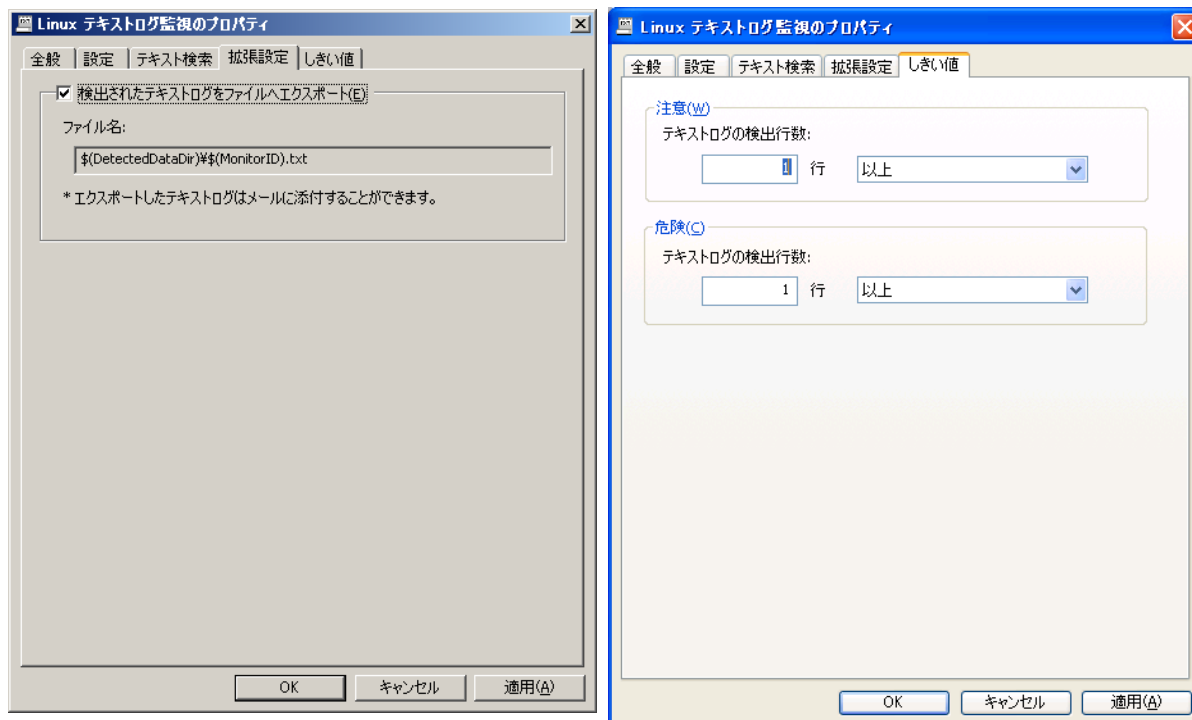 Linux テキストログ監視のプロパティ
全般 設定 テキスト検索 拡張設定 しきい値
検出されたテキストログをファイルへエクスポート(E)
ファイル名:
$(DetectedDataDir)¥$(MonitorID).txt
* エクスポートしたテキストログはメールに添付することができます。
OK キャンセル 適用(A)
Linux テキストログ監視のプロパティ
全般 設定 テキスト検索 拡張設定 しきい値
注意(W)
テキストログの検出行数:
1 行 以上
危険(C)
テキストログの検出行数:
1 行 以上
OK キャンセル 適用(A)